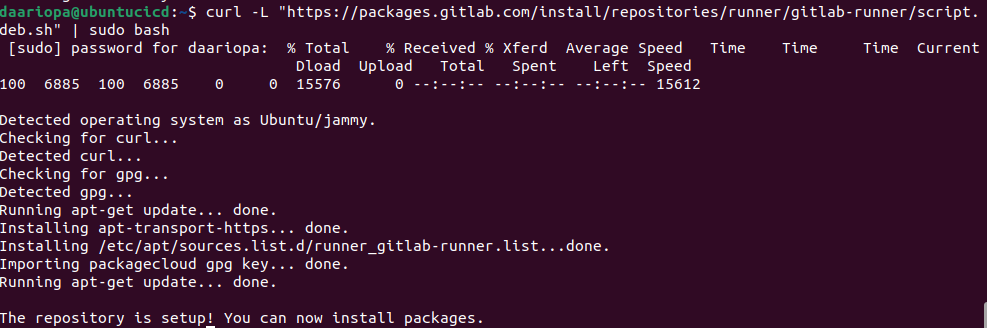 daariopa@ubuntucicd:~$ curl -L "https://packages.gitlab.com/install/repositories/runner/gitlab-runner/script.
deb.sh" | sudo bash
[sudo] password for daariopa:  % Total    % Received % Xferd  Average Speed   Time    Time     Time  Current
                                 Dload  Upload   Total   Spent    Left  Speed
100  6885  100  6885    0     0  15576      0 --:--:-- --:--:-- --:--:-- 15612

Detected operating system as Ubuntu/jammy.
Checking for curl...
Detected curl...
Checking for gpg...
Detected gpg...
Running apt-get update... done.
Installing apt-transport-https... done.
Installing /etc/apt/sources.list.d/runner_gitlab-runner.list...done.
Importing packagecloud gpg key... done.
Running apt-get update... done.

The repository is setup! You can now install packages.